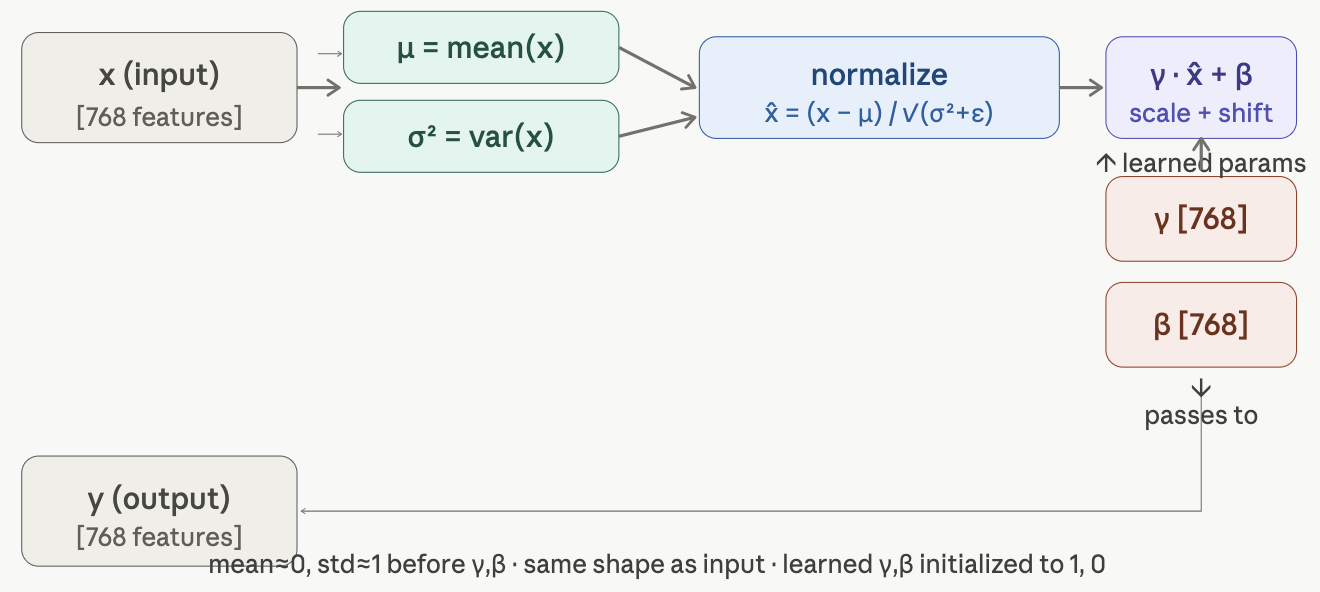 x (input)
[768 features]
μ = mean(x)
σ² = var(x)
normalize
x̂ = (x − μ) / √(σ²+ε)
γ · x̂ + β
scale + shift
↑ learned params
γ [768]
β [768]
↓
passes to
y (output)
[768 features]
mean≈0, std≈1 before γ,β · same shape as input · learned γ,β initialized to 1, 0